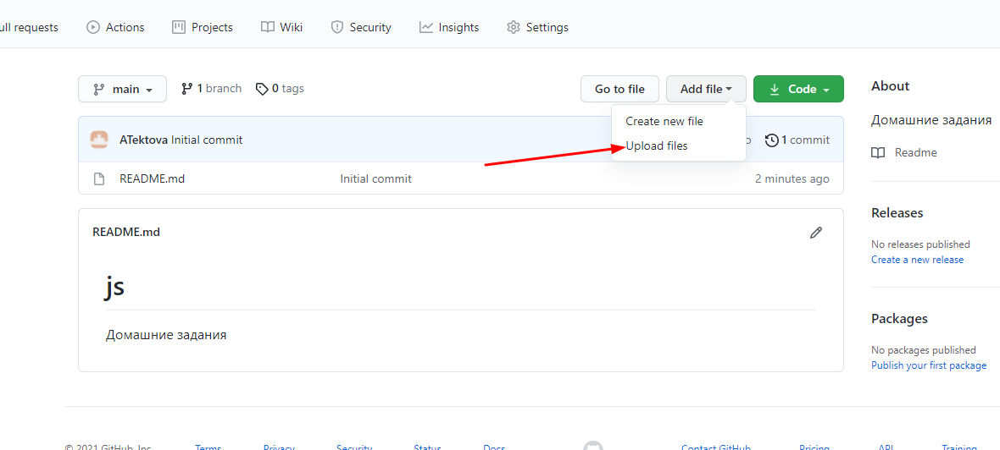 ull requests Actions Projects Wiki Security Insights Settings
main 1 branch 0 tags Go to file Add file Code
Create new file
Upload files
ATektova Initial commit 1 commit
README.md Initial commit 2 minutes ago
README.md
js
Домашние задания
About
Домашние задания
Readme
Releases
No releases published
Create a new release
Packages
No packages published
Publish your first package
© 2021 GitHub, Inc. Terms Privacy Security Status Docs Contact GitHub Pricing API Training